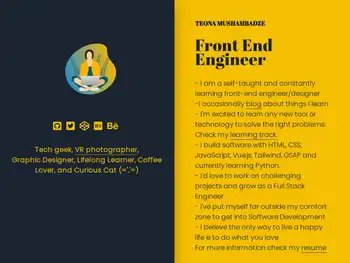 Tech geek, VR photographer,
Graphic Designer, Lifelong Learner, Coffee
Lover, and Curious Cat (=','=)
TEONA MUSHAMBADZE
Front End
Engineer
- I am a self-taught and constantly
learning front-end engineer/designer
-I occasionally blog about things I learn
- I'm excited to learn any new tool or
technology to solve the right problems.
Check my learning track.
- I build software with HTML, CSS,
JavaScript, Vuejs, Tailwind, GSAP and
currently learning Python.
- I'd love to work on challenging
projects and grow as a Full Stack
Engineer
- I've put myself far outside my comfort
zone to get into Software Development
- I believe the only way to live a happy
life is to do what you love
For more information check my resume